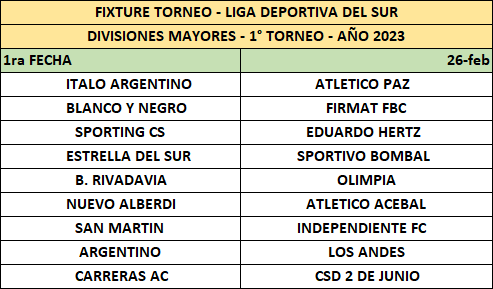 FIXTURE TORNEO - LIGA DEPORTIVA DEL SUR
DIVISIONES MAYORES - 1° TORNEO - AÑO 2023
1ra FECHA 26-feb
ITALO ARGENTINO ATLETICO PAZ
BLANCO Y NEGRO FIRMAT FBC
SPORTING CS EDUARDO HERTZ
ESTRELLA DEL SUR SPORTIVO BOMBAL
B. RIVADAVIA OLIMPIA
NUEVO ALBERDI ATLETICO ACEBAL
SAN MARTIN INDEPENDIENTE FC
ARGENTINO LOS ANDES
CARRERAS AC CSD 2 DE JUNIO